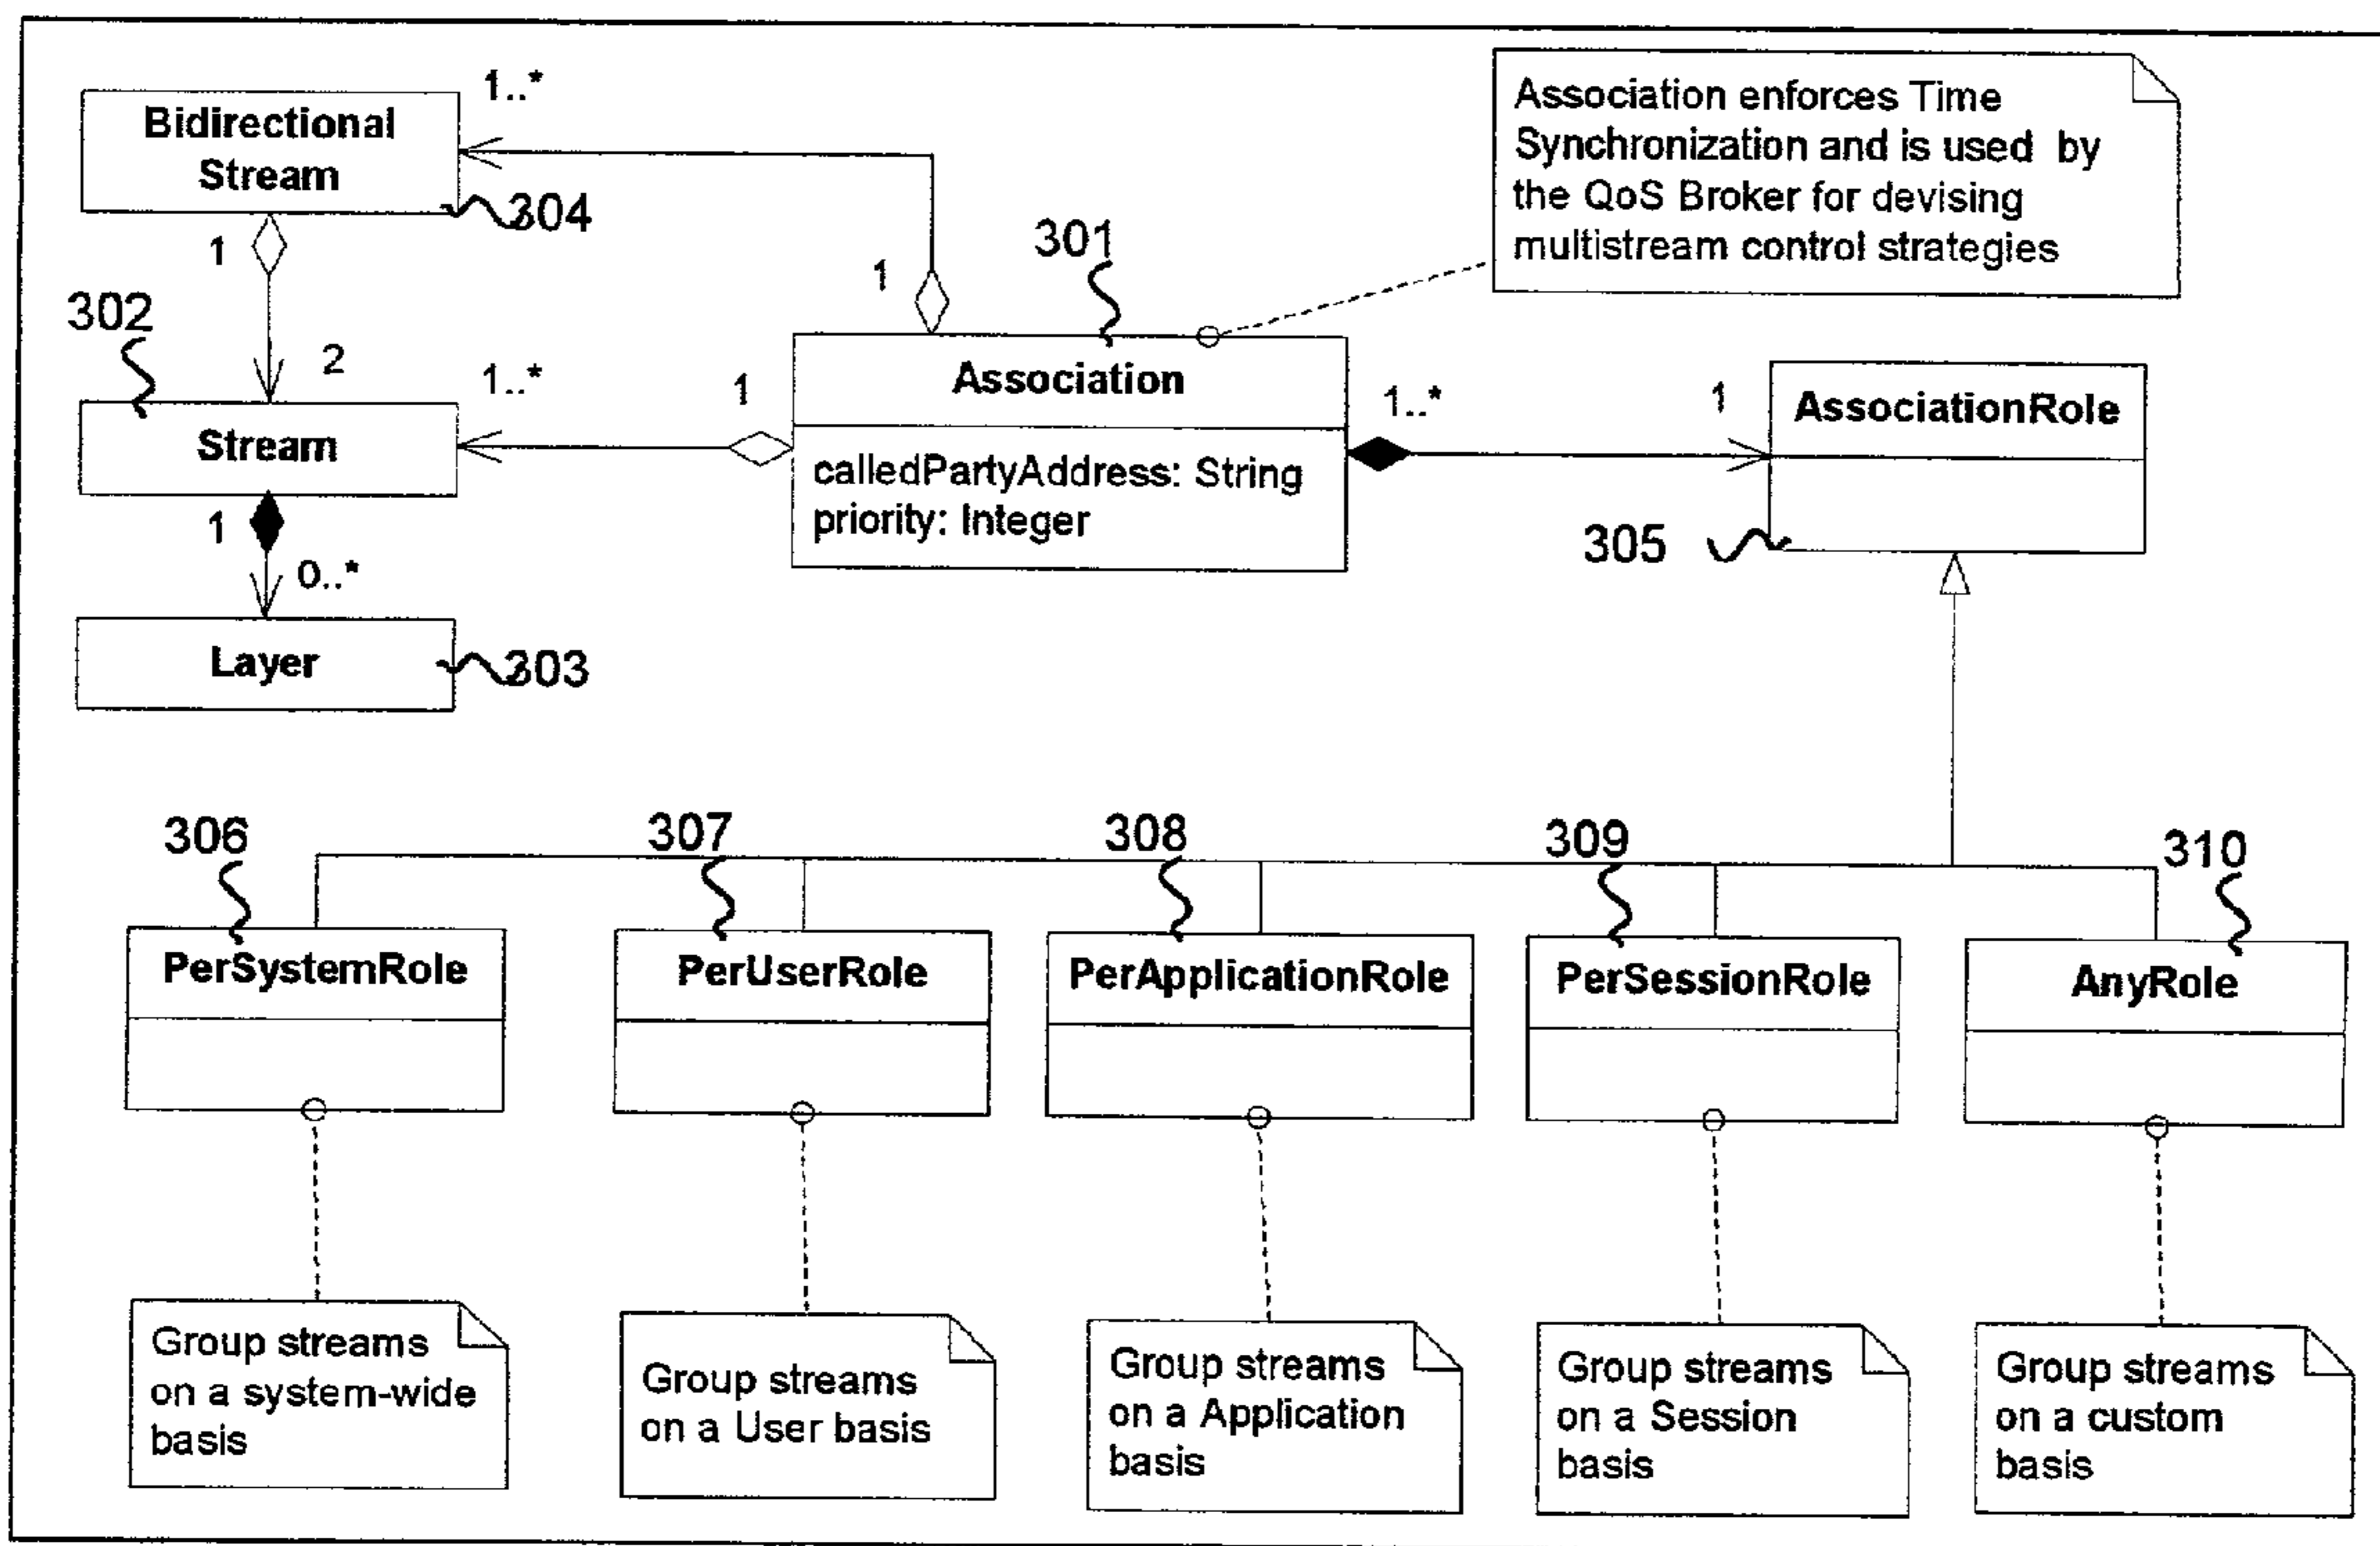 1..*
Bidirectional
Stream
304
1
302
2
Stream
1..*
1
1
0..*
Layer
303
1
301
Association
calledPartyAddress: String
priority: Integer
Association enforces Time
Synchronization and is used by
the QoS Broker for devising
multistream control strategies
1..*
1
AssociationRole
305
306
PerSystemRole
307
PerUserRole
308
PerApplicationRole
309
PerSessionRole
310
AnyRole
Group streams
on a system-wide
basis
Group streams
on a User basis
Group streams
on a Application
basis
Group streams
on a Session
basis
Group streams
on a custom
basis